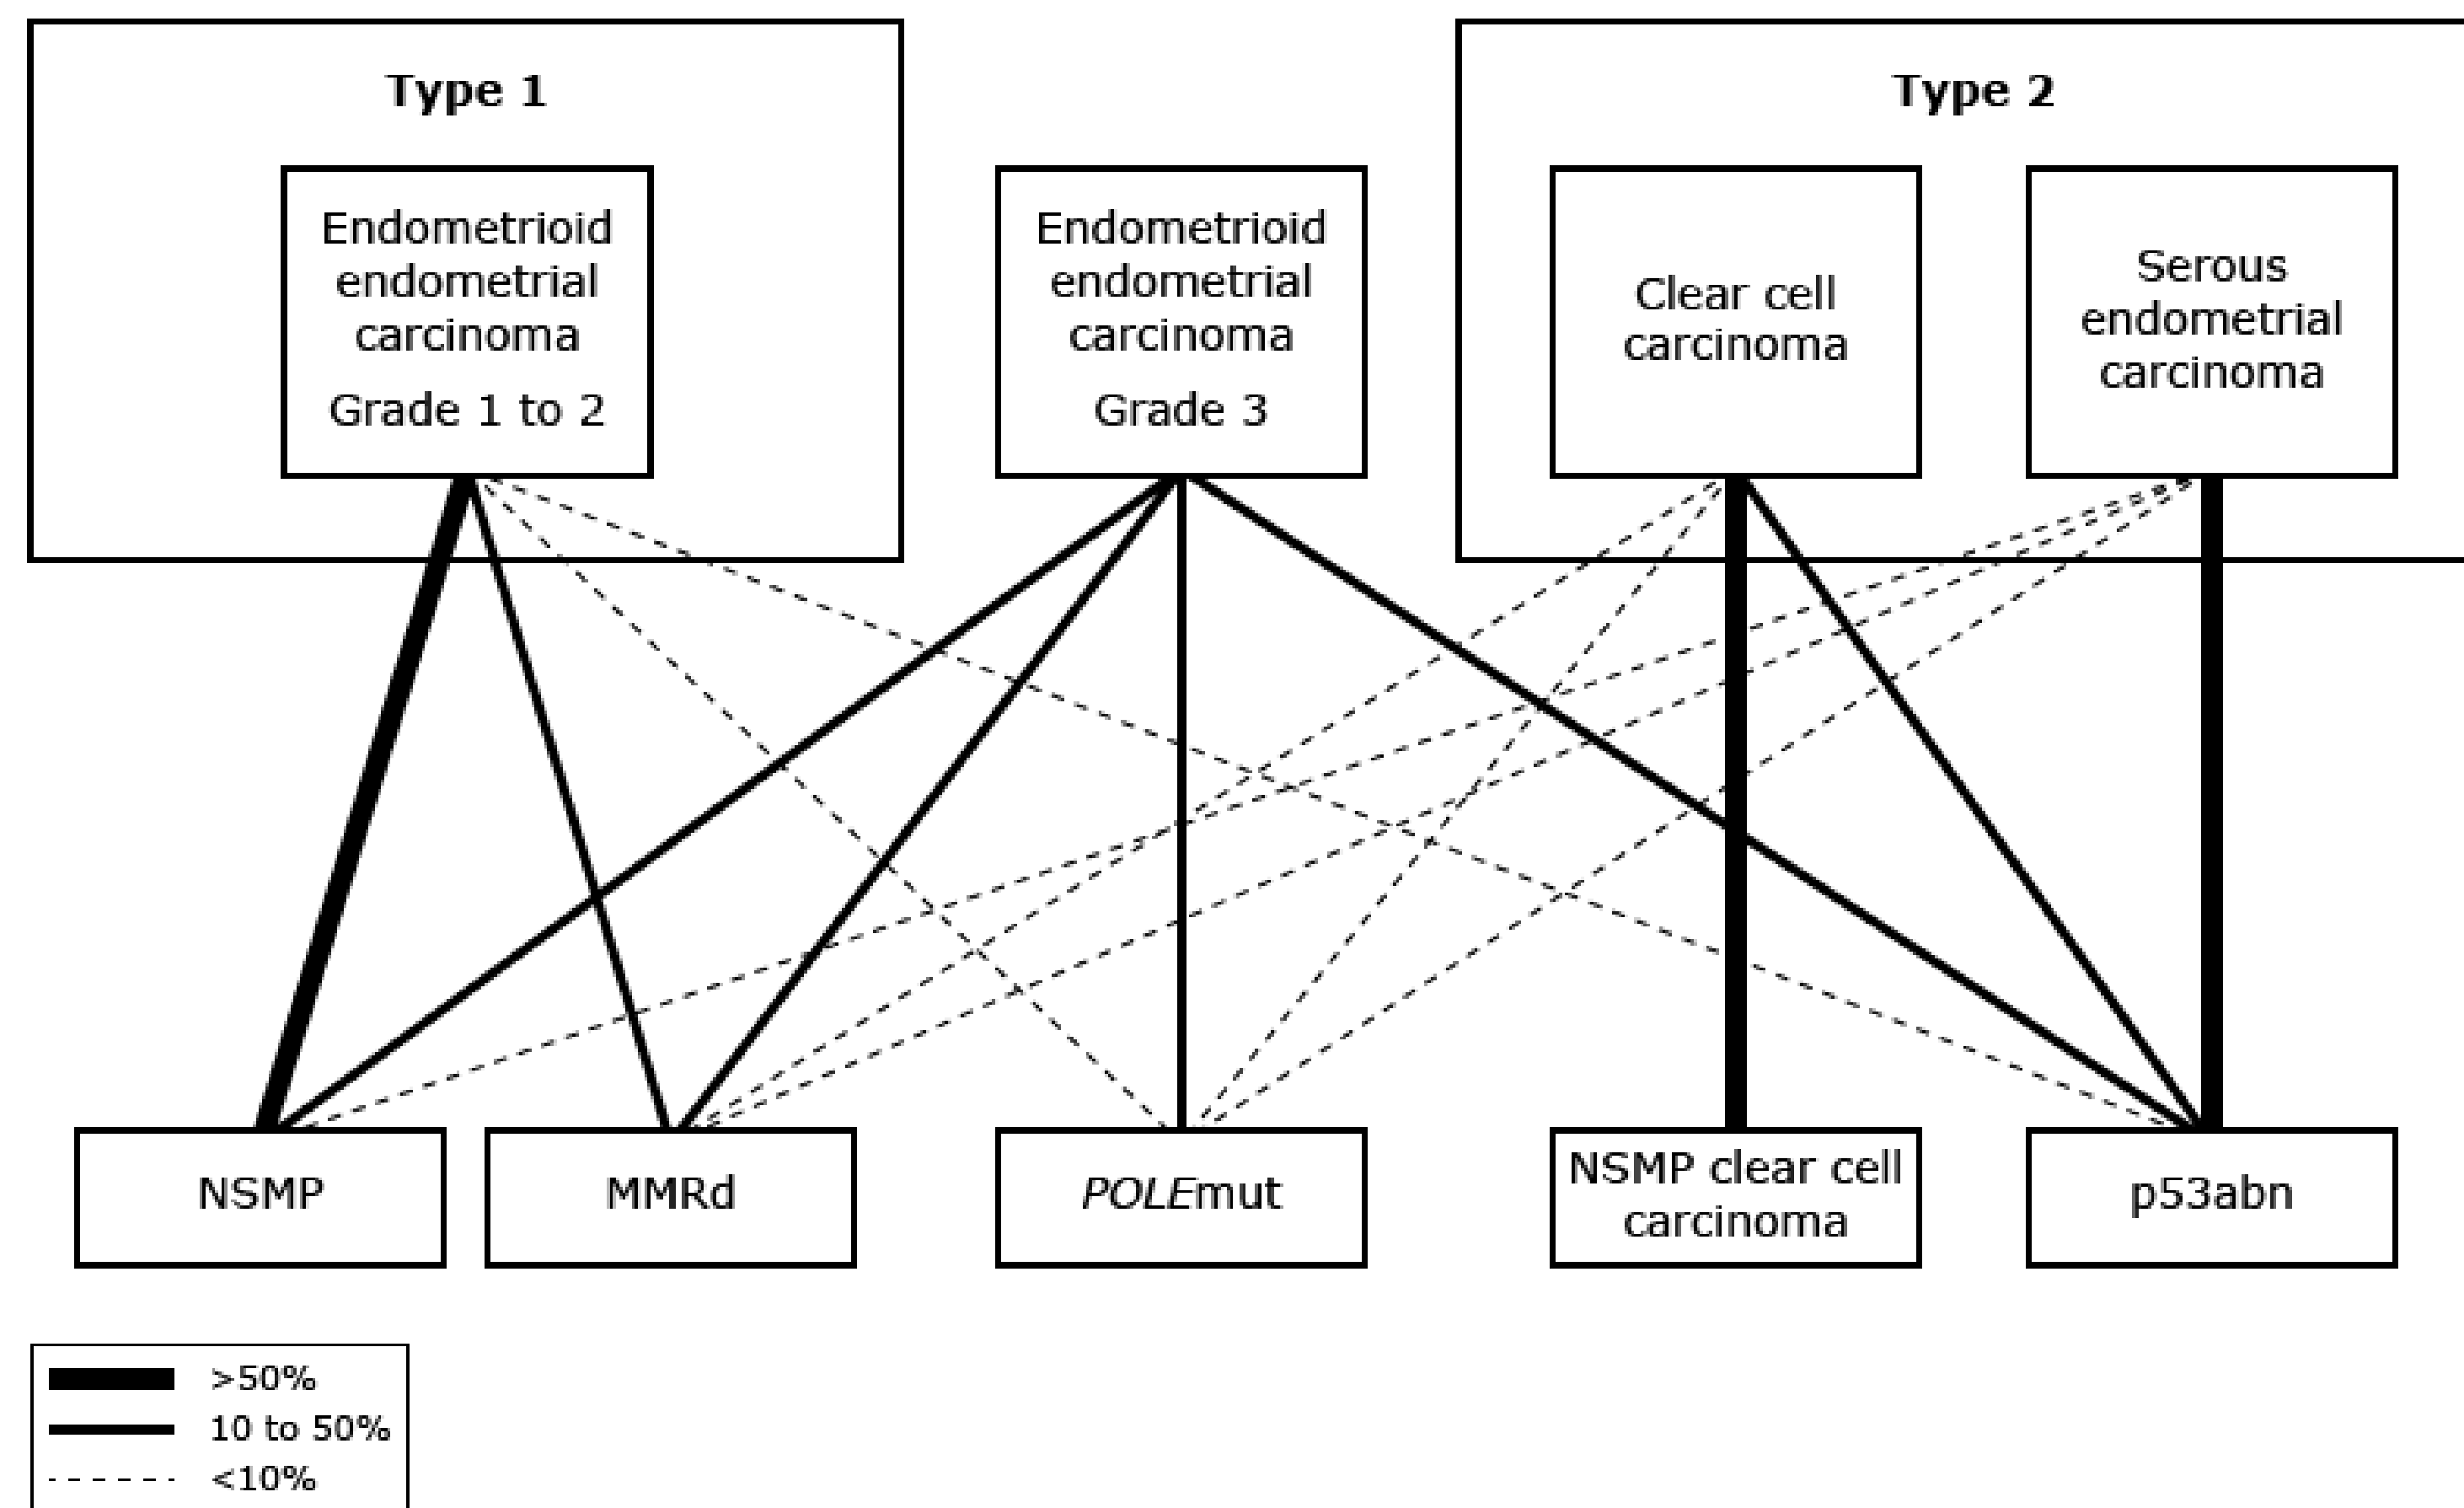 Type 1
Type 2
Endometrioid
endometrial
carcinoma
Grade 1 to 2
Endometrioid
endometrial
carcinoma
Grade 3
Clear cell
carcinoma
Serous
endometrial
carcinoma
NSMP
MMRd
POLEmut
NSMP clear cell
carcinoma
p53abn
>50%
10 to 50%
<10%